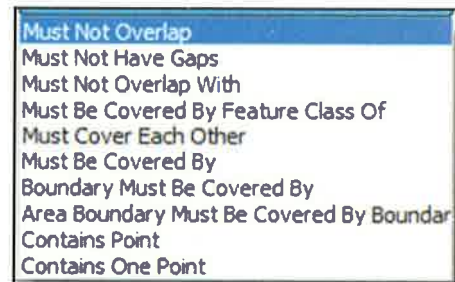 Must Not Overlap
Must Not Have Gaps
Must Not Overlap With
Must Be Covered By Feature Class Of
Must Cover Each Other
Must Be Covered By
Boundary Must Be Covered By
Area Boundary Must Be Covered By Boundar
Contains Point
Contains One Point